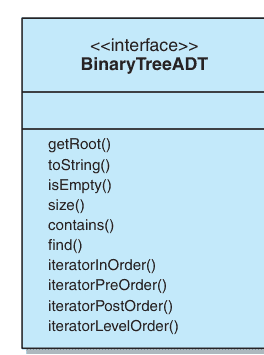 <<interface>>
BinaryTreeADT
getRoot()
toString()
isEmpty()
size()
contains()
find()
iteratorInOrder()
iteratorPreOrder()
iteratorPostOrder()
iteratorLevelOrder()